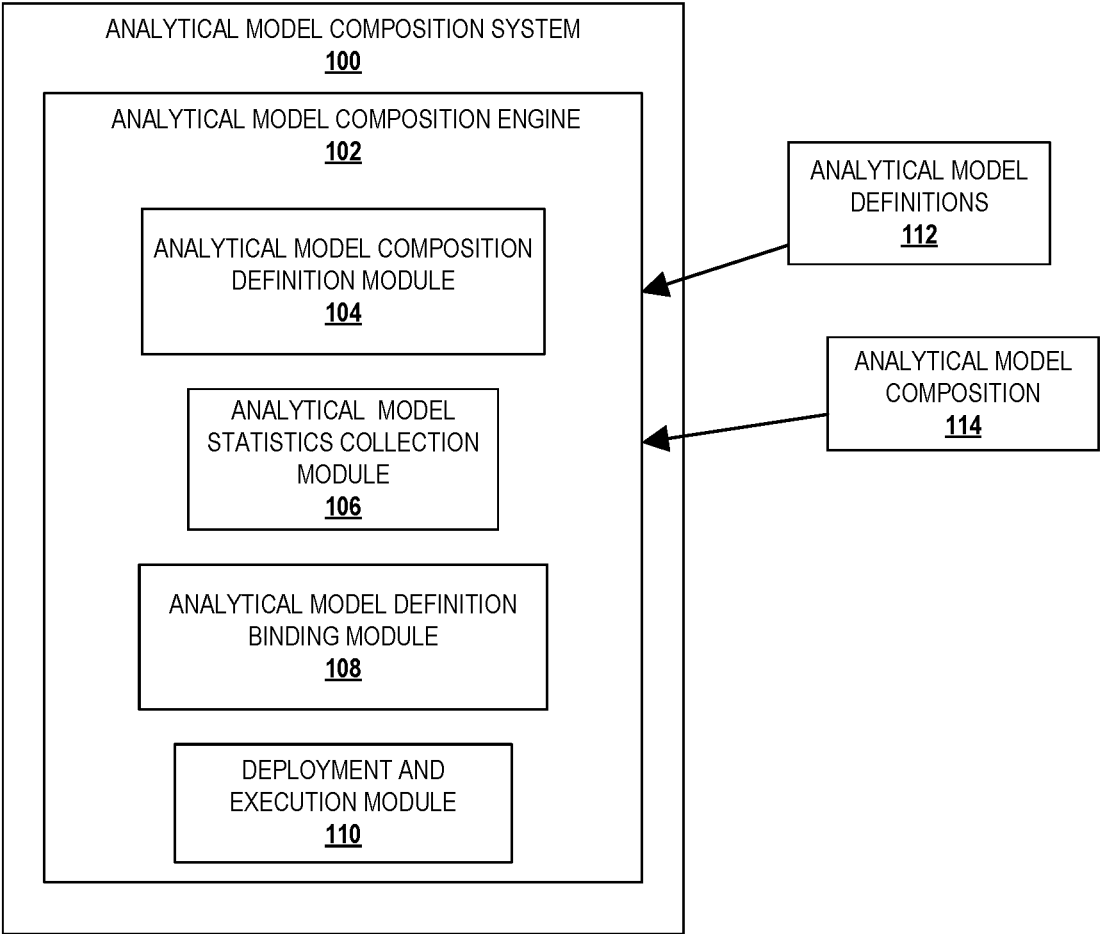 ANALYTICAL MODEL COMPOSITION SYSTEM
100
ANALYTICAL MODEL COMPOSITION ENGINE
102
ANALYTICAL MODEL COMPOSITION
DEFINITION MODULE
104
ANALYTICAL MODEL
STATISTICS COLLECTION
MODULE
106
ANALYTICAL MODEL DEFINITION
BINDING MODULE
108
DEPLOYMENT AND
EXECUTION MODULE
110
ANALYTICAL MODEL
DEFINITIONS
112
ANALYTICAL MODEL
COMPOSITION
114